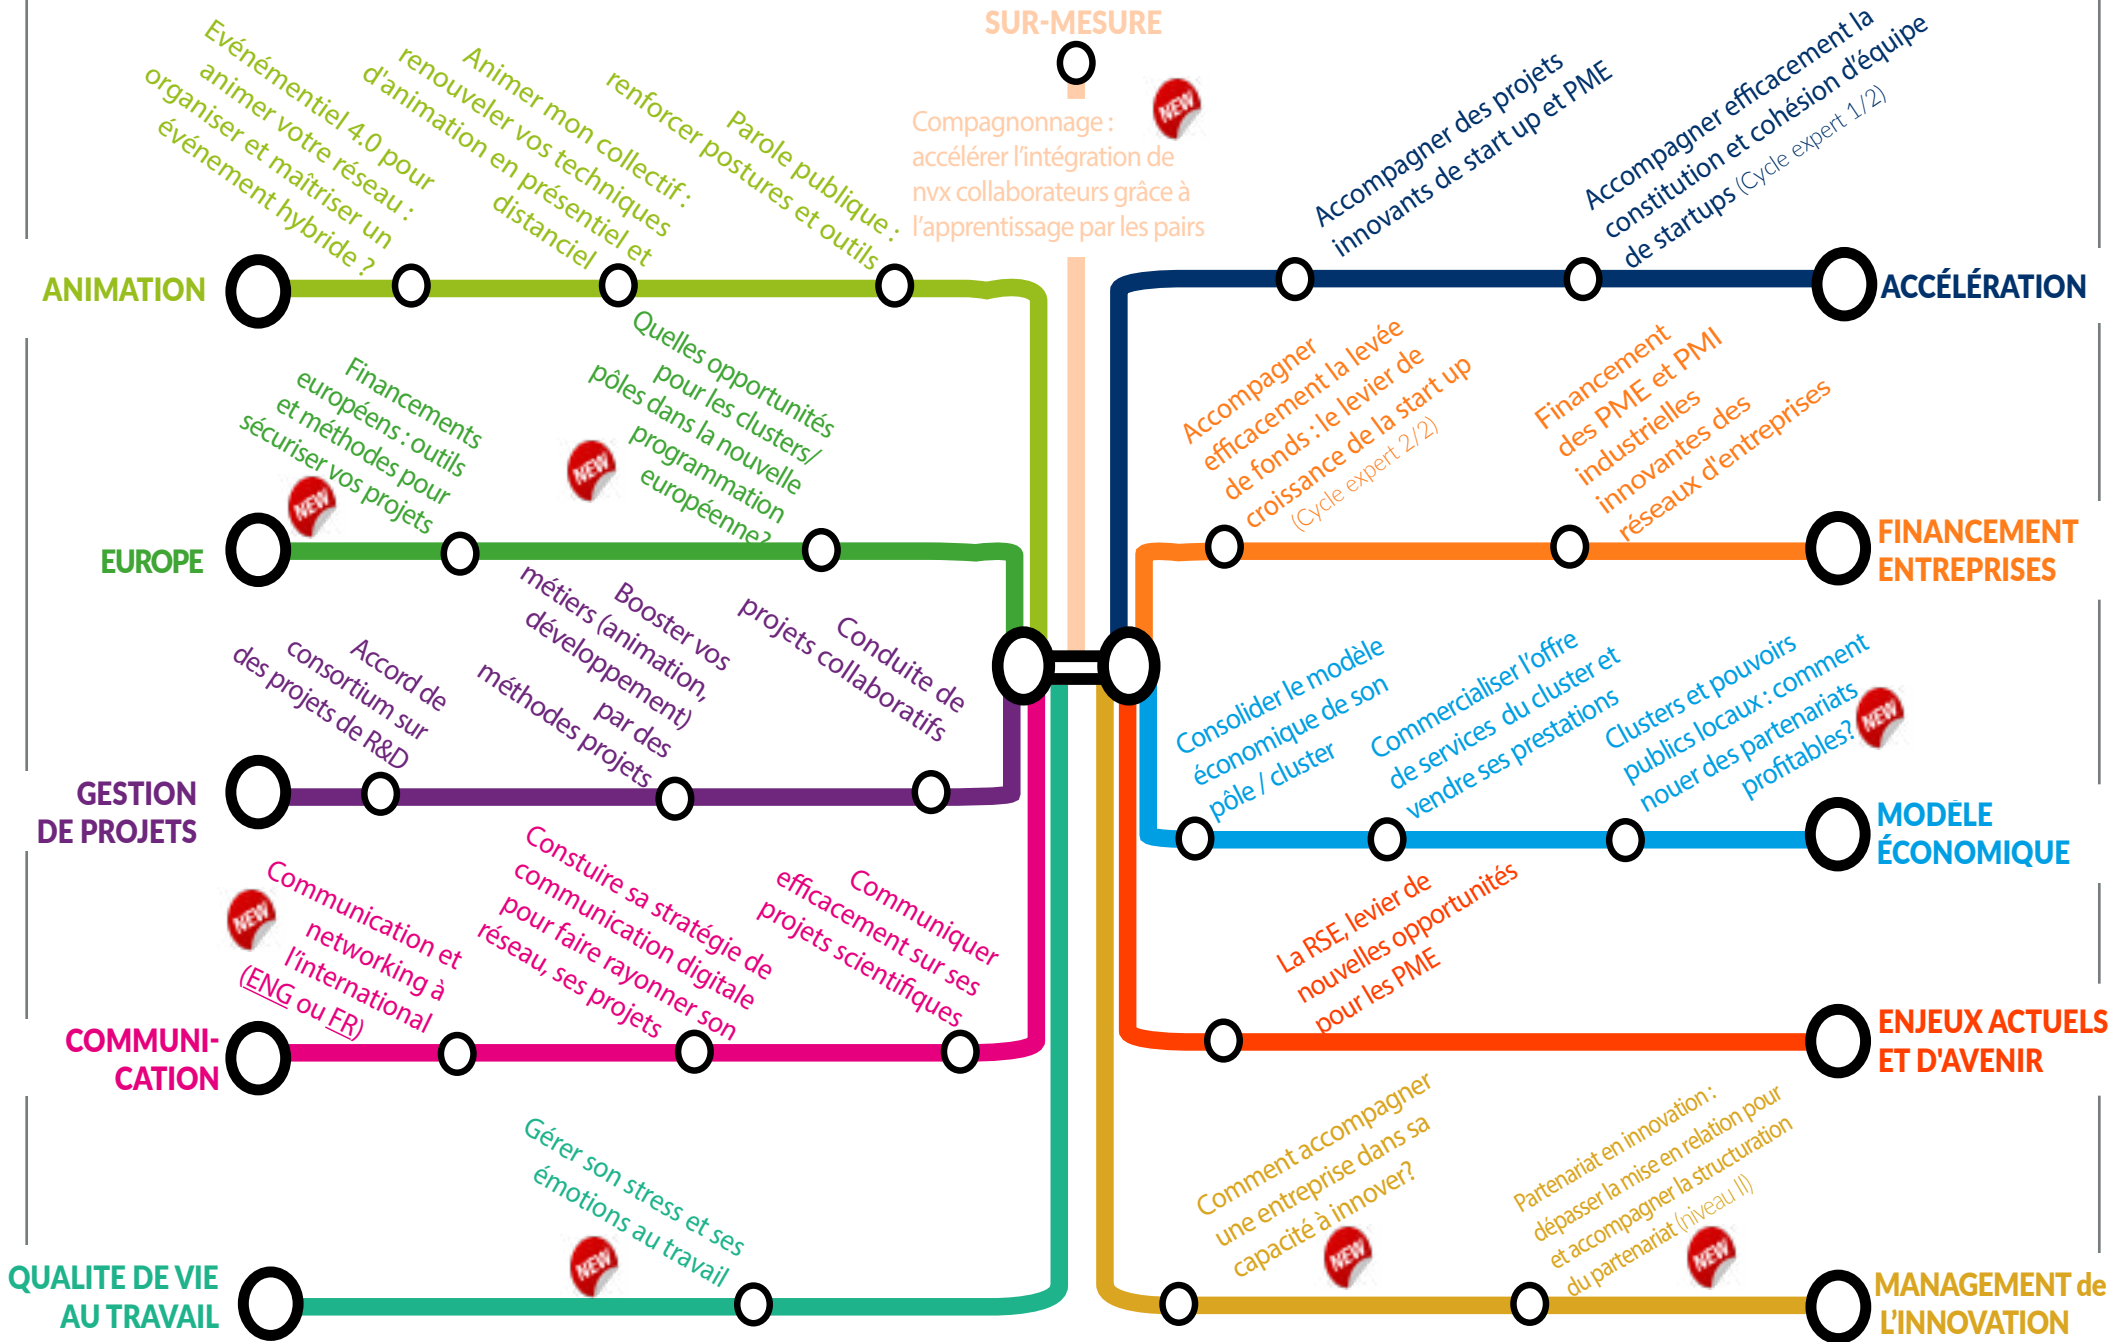 SUR-MESURE
NEW
Compagnonnage :
accélérer l'intégration de
nvx collaborateurs grâce à
l'apprentissage par les pairs
Evénémentiel 4.0 pour
animer votre réseau :
organiser et maîtriser un
événement hybride ?
Animer mon collectif :
renouveler vos techniques
d'animation en présentiel et
distanciel
Parole publique :
renforcer postures et outils
ANIMATION
Accompagner des projets
innovants de start up et PME
Accompagner efficacement la
constitution et cohésion d'équipe
de startups (Cycle expert 1/2)
ACCÉLÉRATION
Financements
européens : outils
et méthodes pour
sécuriser vos projets
NEW
Quelles opportunités
pour les clusters/
pôles dans la nouvelle
programmation
européenne?
NEW
EUROPE
Accompagner
efficacement la levée
de fonds : le levier de
croissance de la start up
(Cycle expert 2/2)
Financement
des PME et PMI
industrielles
innovantes des
réseaux d'entreprises
FINANCEMENT
ENTREPRISES
Accord de
consortium sur
des projets de R&D
Booster vos
métiers (animation,
développement)
par des
méthodes projets
Conduite de
projets collaboratifs
GESTION
DE PROJETS
Consolider le modèle
économique de son
pôle / cluster
Commercialiser l'offre
de services du cluster et
vendre ses prestations
Clusters et pouvoirs
publics locaux : comment
nouer des partenariats
profitables?
NEW
MODÈLE
ÉCONOMIQUE
NEW
Communication et
networking à
l'international
(ENG ou FR)
Constuire sa stratégie de
communication digitale
pour faire rayonner son
réseau, ses projets
Communiquer
efficacement sur ses
projets scientifiques
COMMUNI-
CATION
La RSE, levier de
nouvelles opportunités
pour les PME
ENJEUX ACTUELS
ET D'AVENIR
Gérer son stress et ses
émotions au travail
NEW
QUALITE DE VIE
AU TRAVAIL
Comment accompagner
une entreprise dans sa
capacité à innover?
NEW
Partenariat en innovation :
dépasser la mise en relation pour
et accompagner la structuration
du partenariat (niveau II)
NEW
MANAGEMENT de
L'INNOVATION